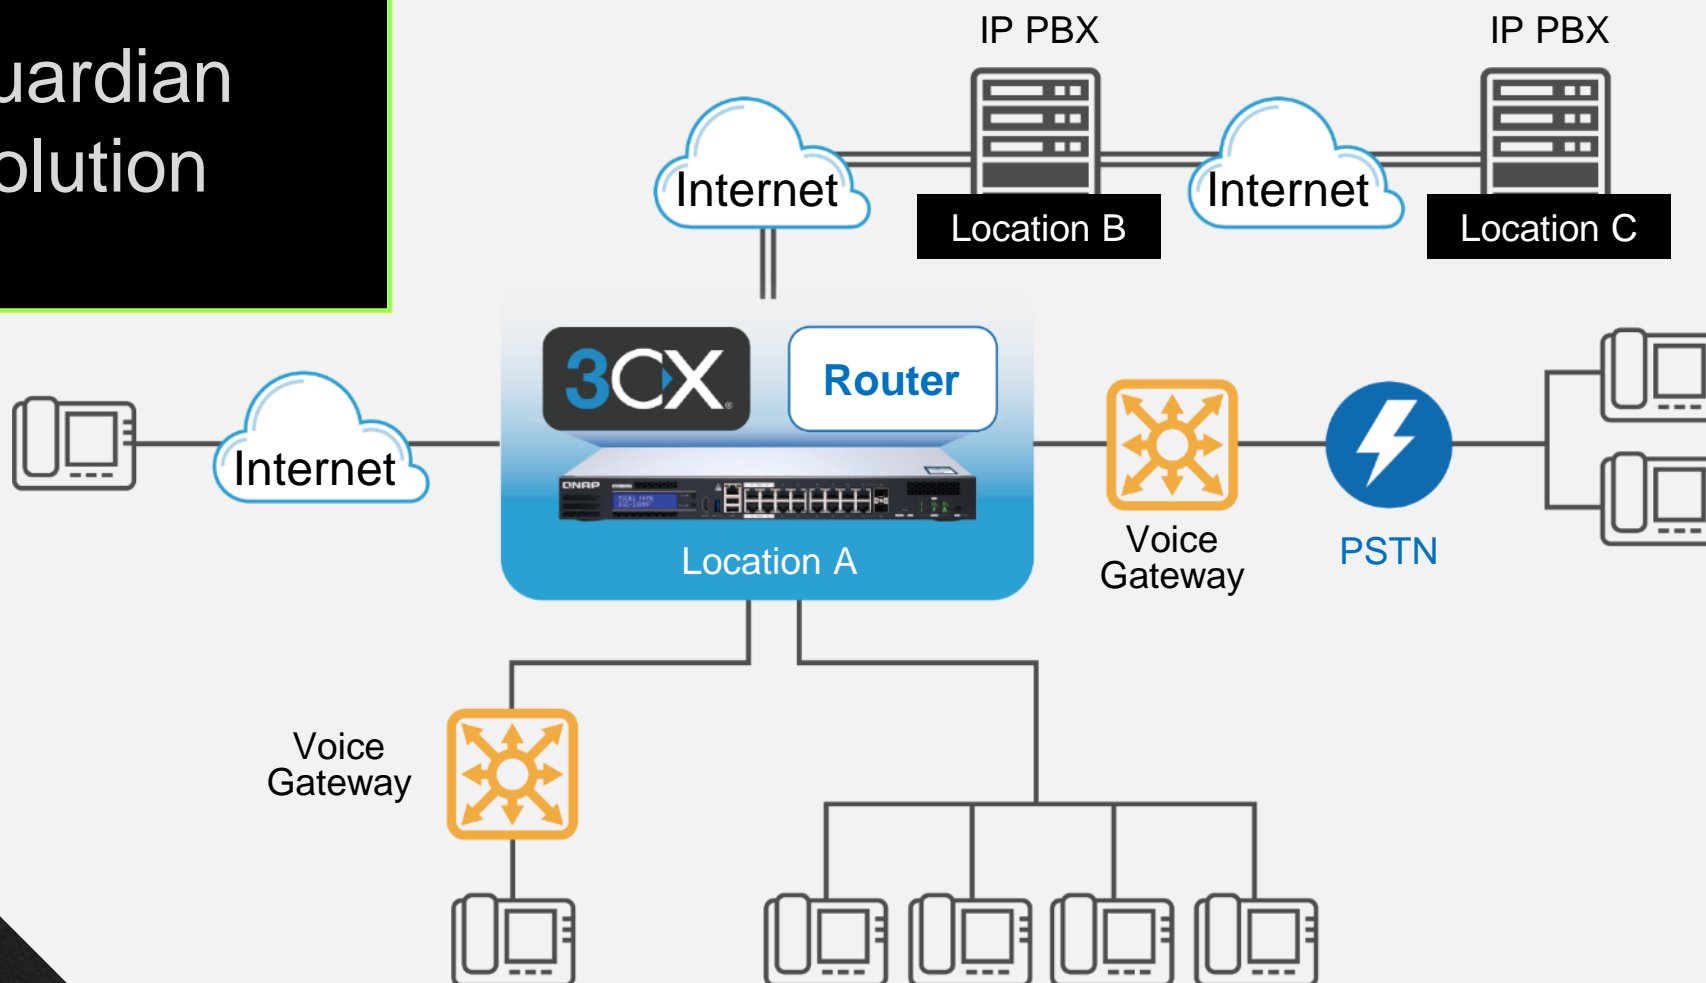 uardian
olution
IP PBX
IP PBX
Internet
Internet
Location B
Location C
3CX
Router
Internet
QNAP
Location A
Voice
Gateway
PSTN
Voice
Gateway